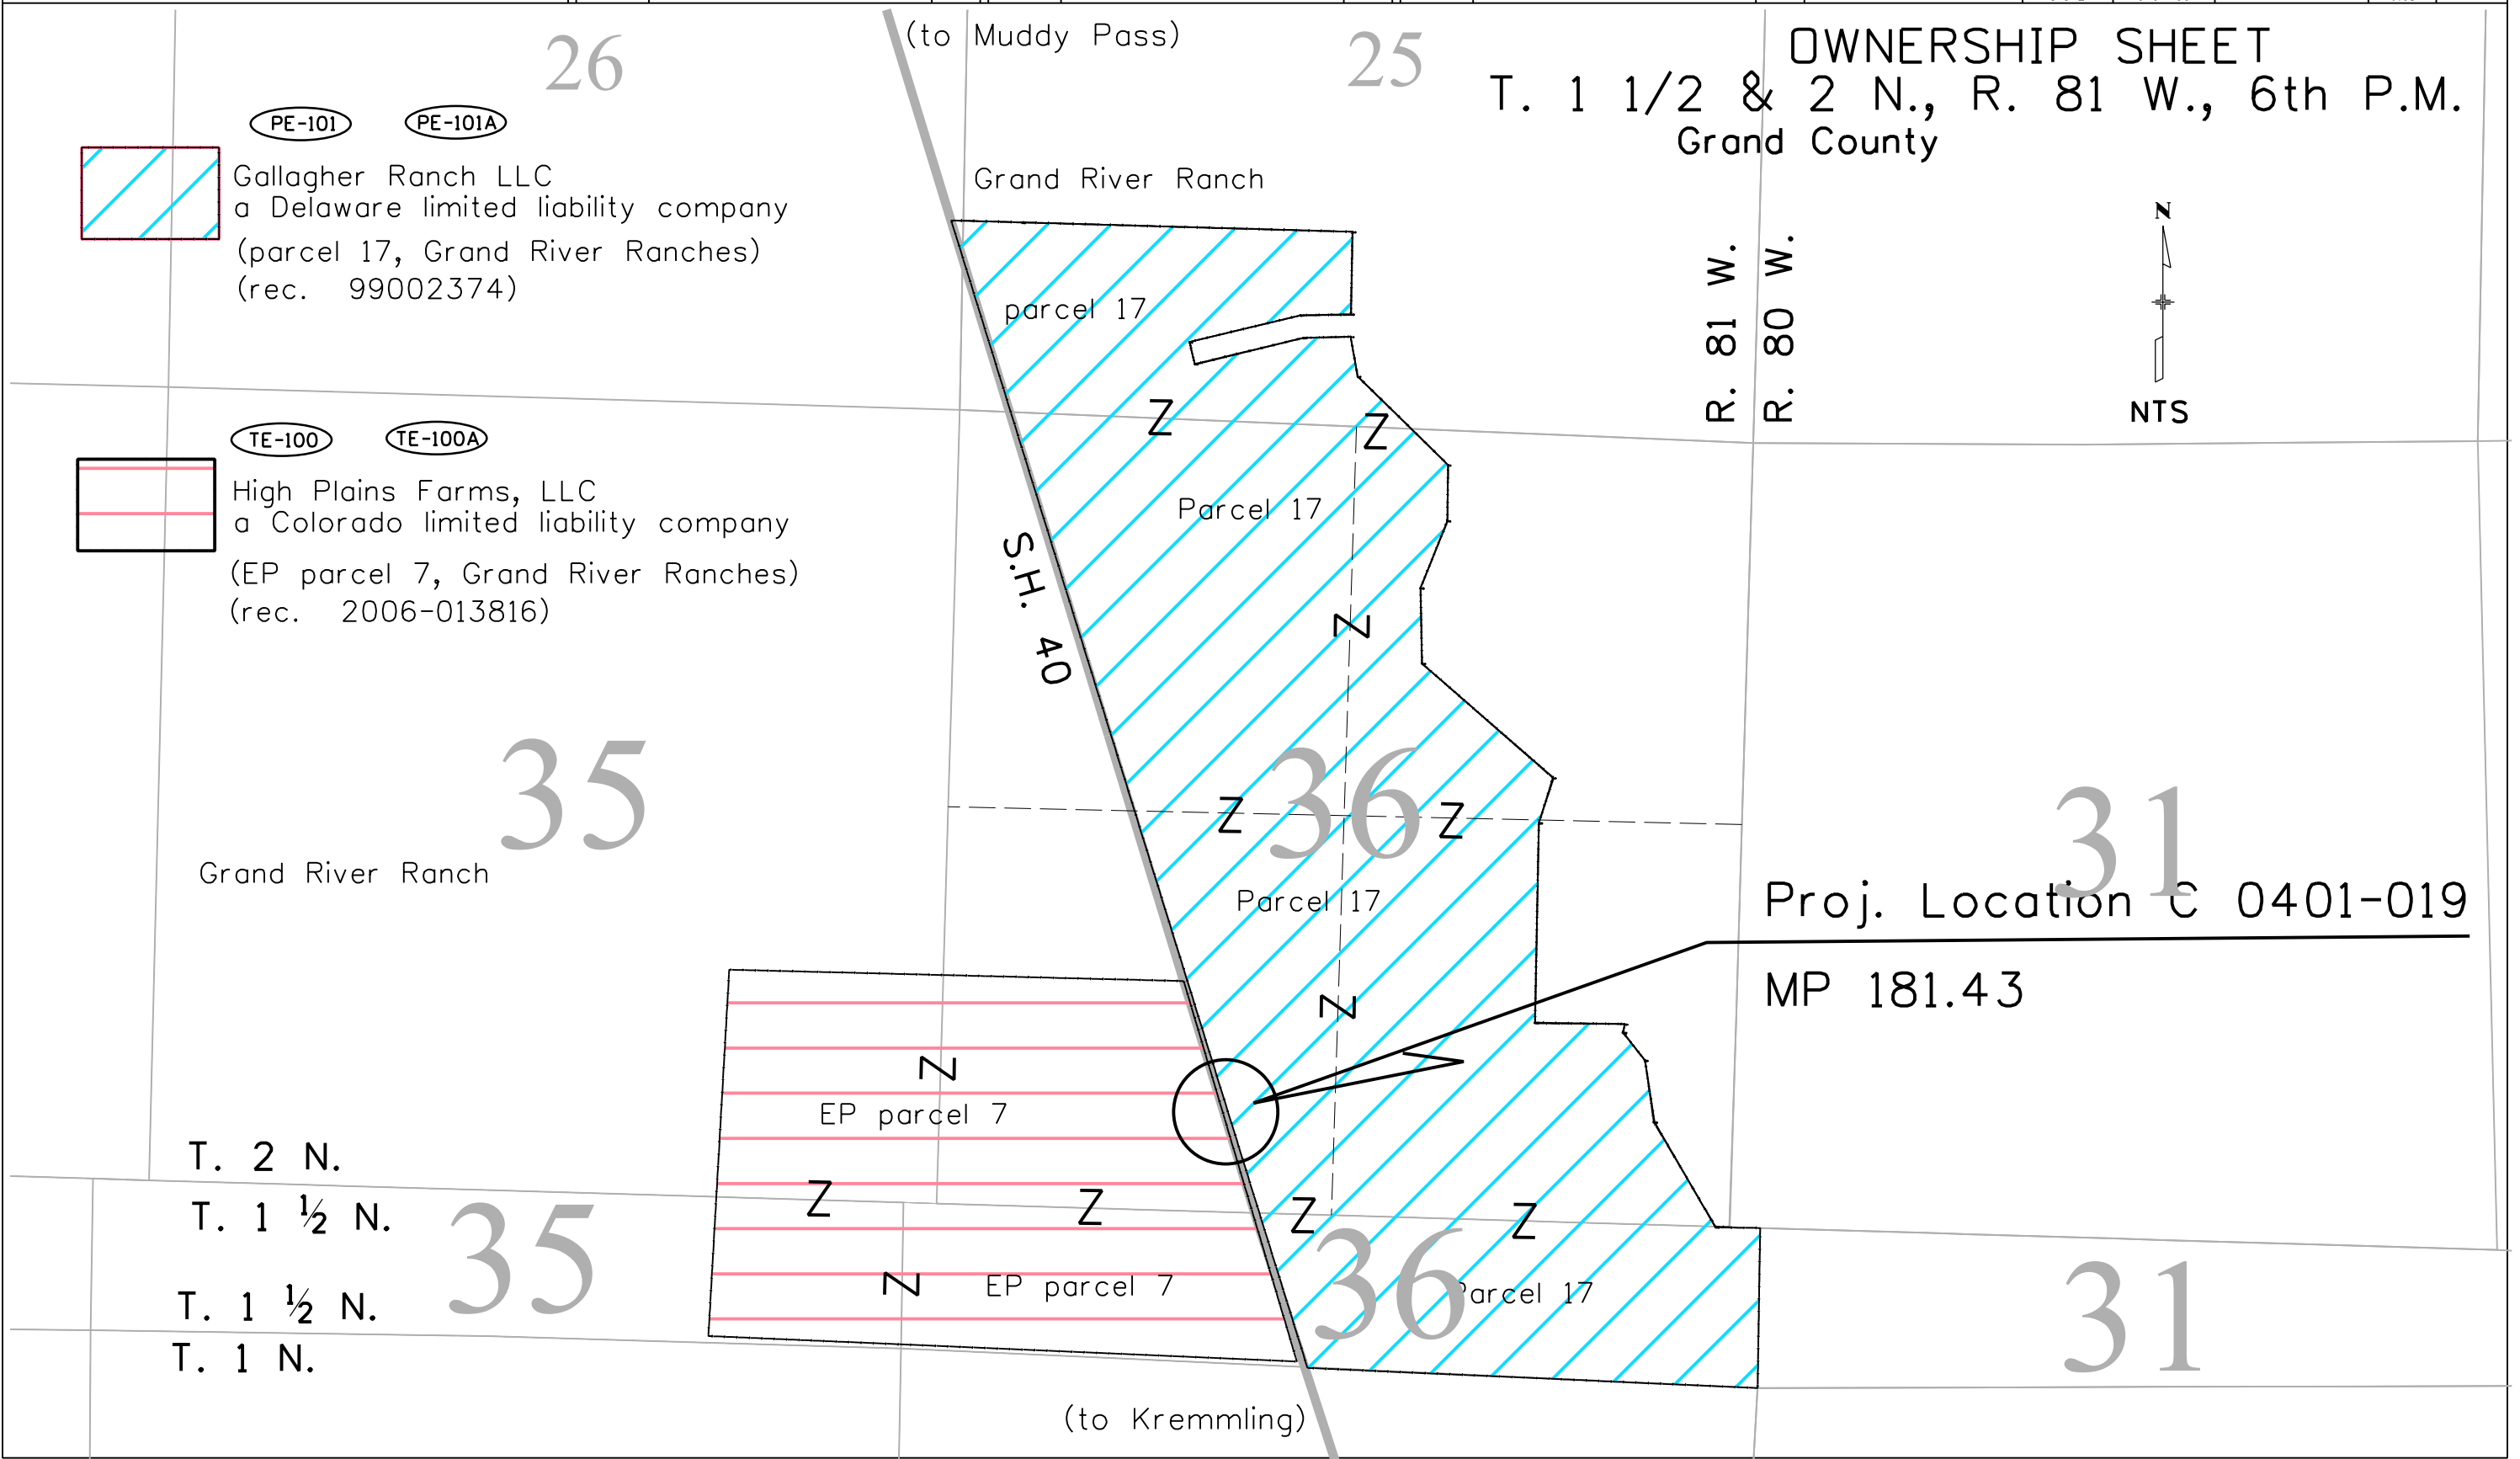 (to Muddy Pass)
26
25
OWNERSHIP SHEET
T. 1 1/2 & 2 N., R. 81 W., 6th P.M.
Grand County
PE-101
PE-101A
Gallagher Ranch LLC
a Delaware limited liability company
(parcel 17, Grand River Ranches)
(rec. 99002374)
Grand River Ranch
parcel 17
R. 81 W.
R. 80 W.
N
NTS
TE-100
TE-100A
High Plains Farms, LLC
a Colorado limited liability company
(EP parcel 7, Grand River Ranches)
(rec. 2006-013816)
Z
Z
Parcel 17
S.H. 40
Z
35
36
31
Z
Z
Grand River Ranch
Parcel 17
Proj. Location C 0401-019
MP 181.43
Z
Z
EP parcel 7
T. 2 N.
T. 1 ½ N.
Z
Z
Z
Z
35
36
31
Z
EP parcel 7
Parcel 17
T. 1 ½ N.
T. 1 N.
(to Kremmling)